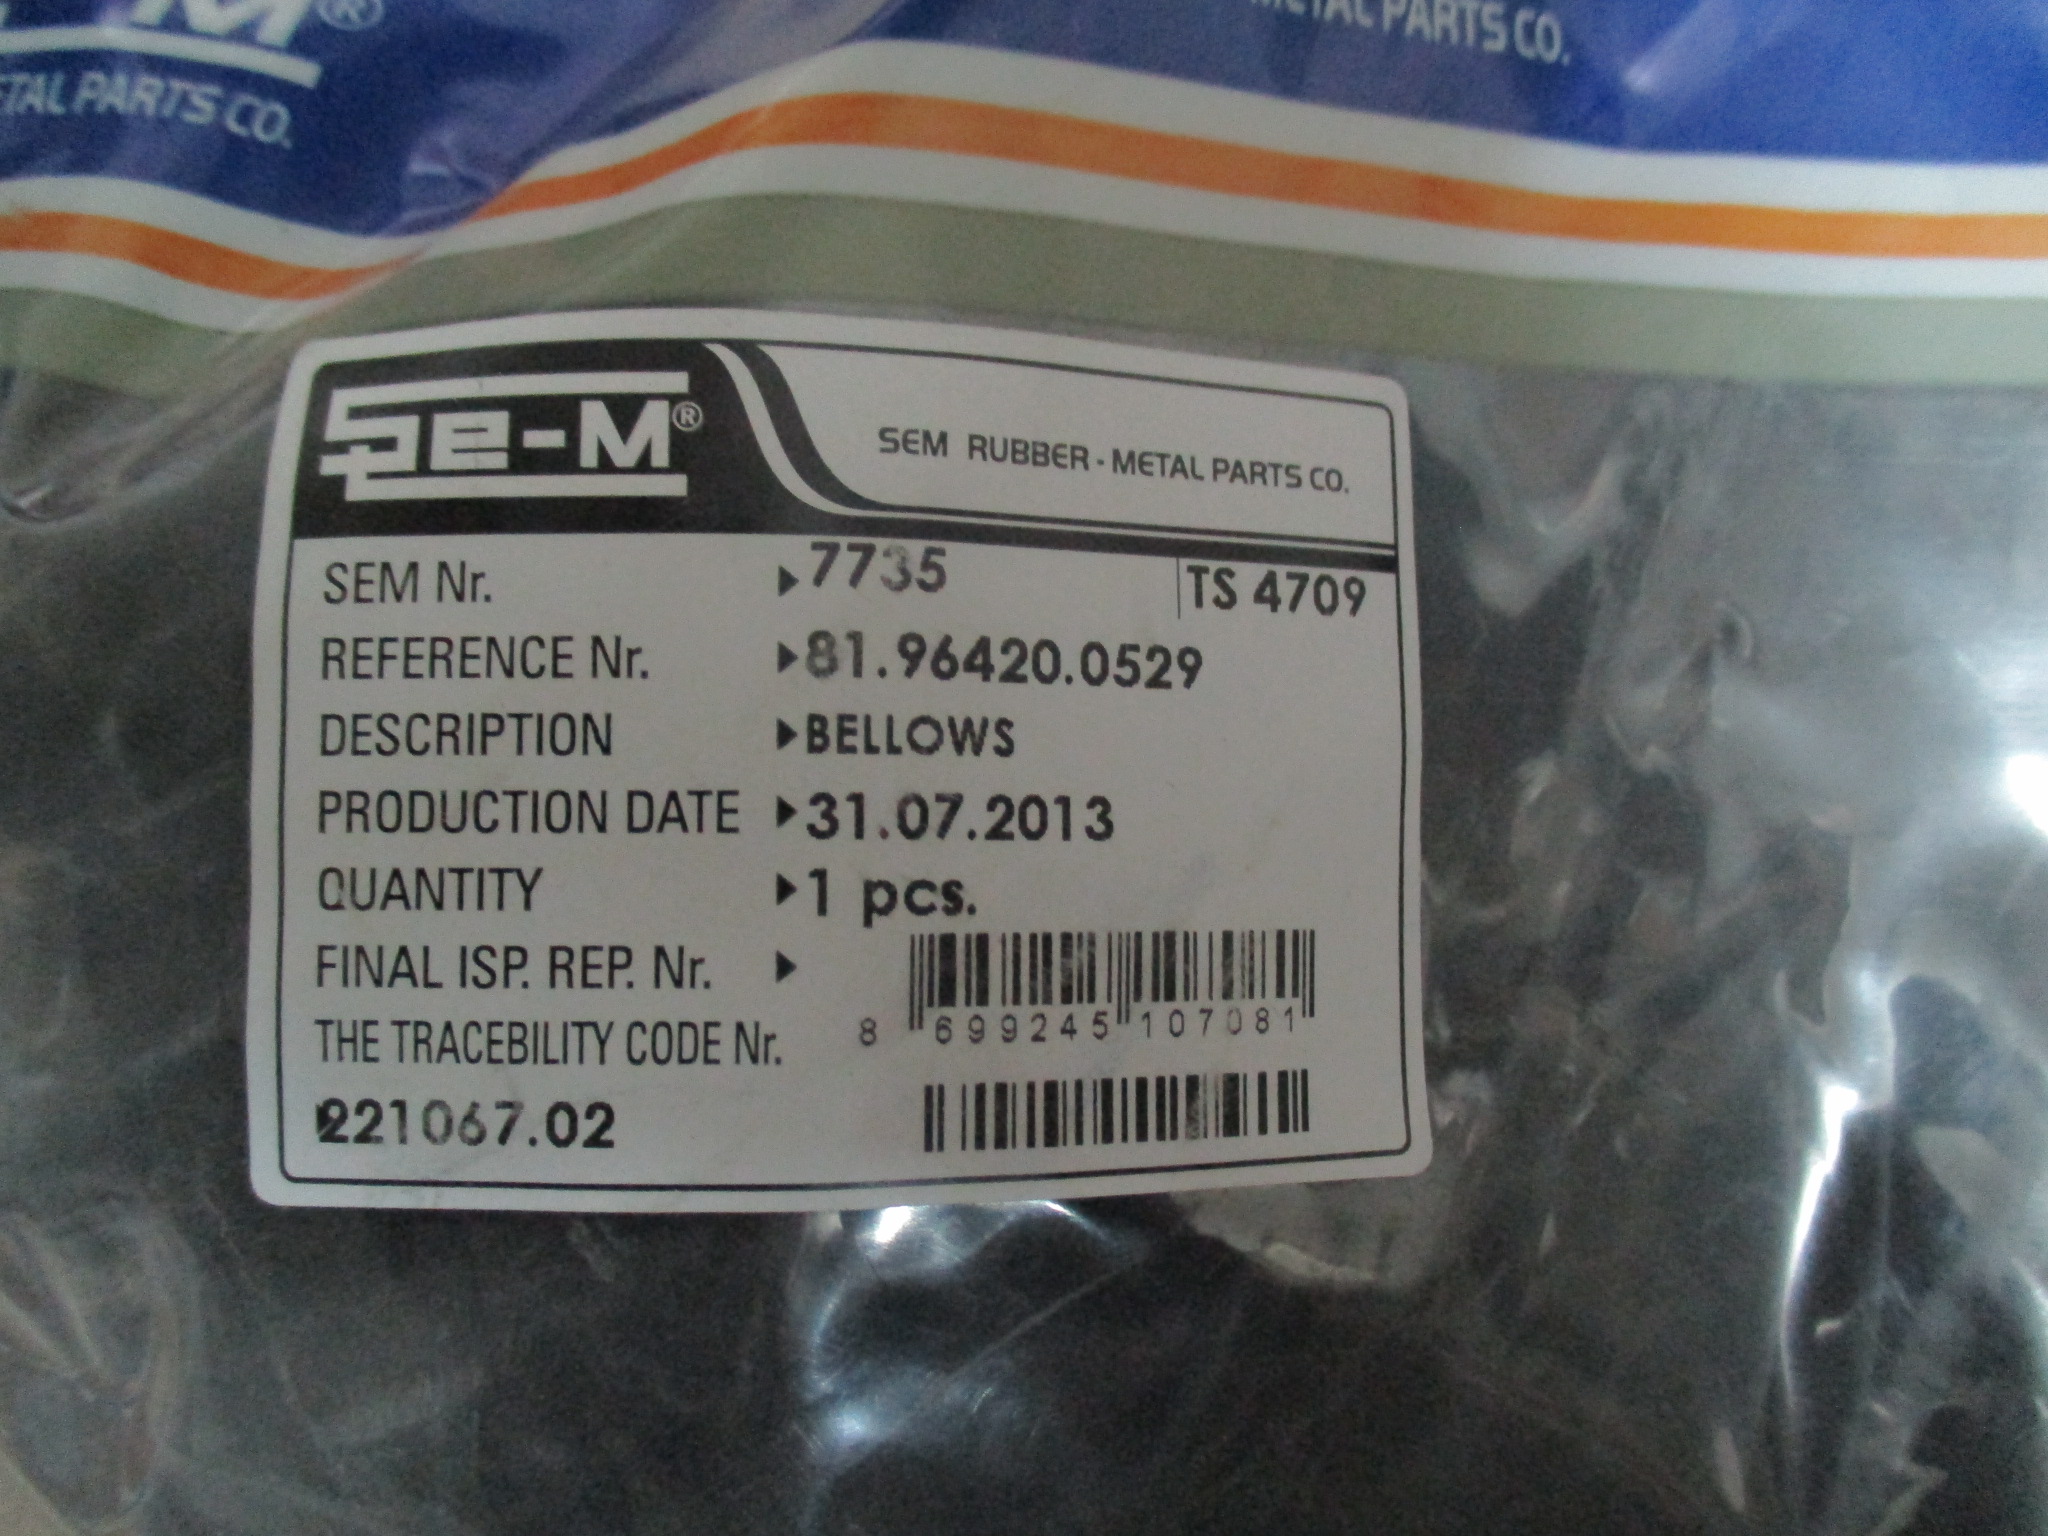 M®
TAL PARTS CO.
METAL PARTS CO.
Se-M®
SEM RUBBER - METAL PARTS CO.
SEM Nr. 7735 TS 4709
REFERENCE Nr. 81.96420.0529
DESCRIPTION BELLOWS
PRODUCTION DATE 31.07.2013
QUANTITY 1 pcs.
FINAL ISP. REP. Nr.
8 699245 107081
THE TRACEBILITY CODE Nr.
221067.02